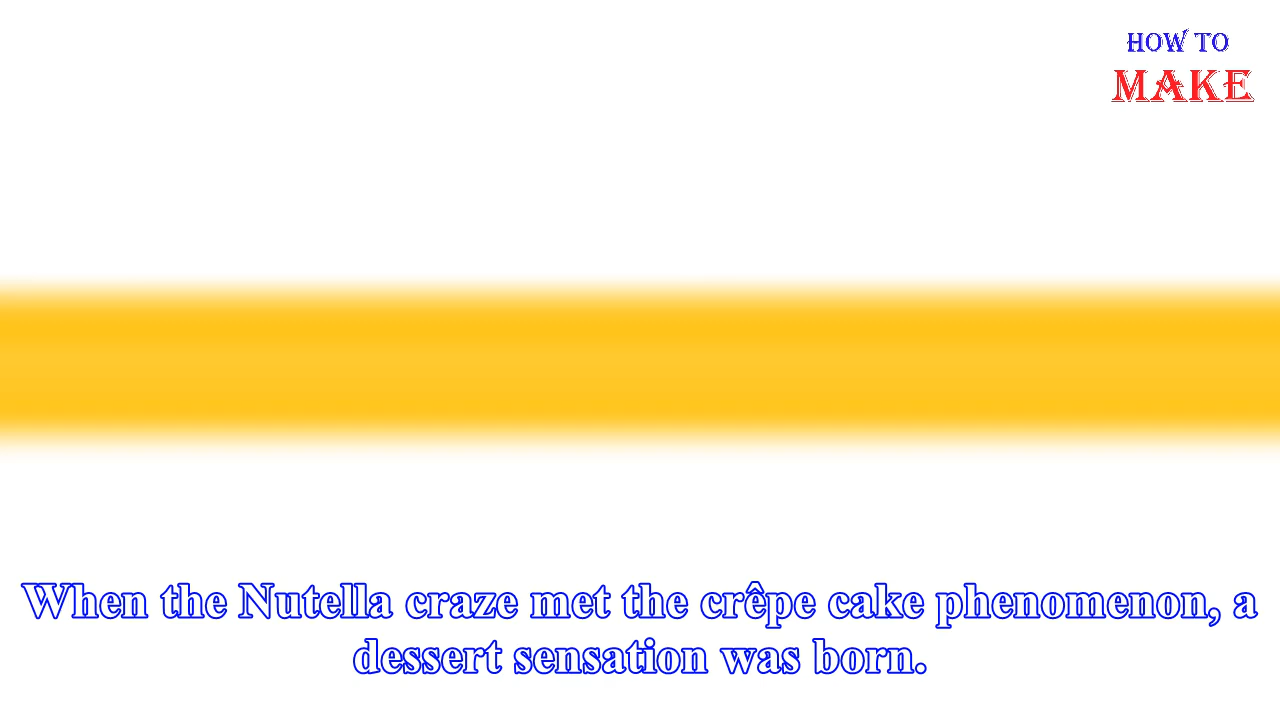 HOW TO
MAKE
When the Nutella craze met the crêpe cake phenomenon, a
dessert sensation was born.